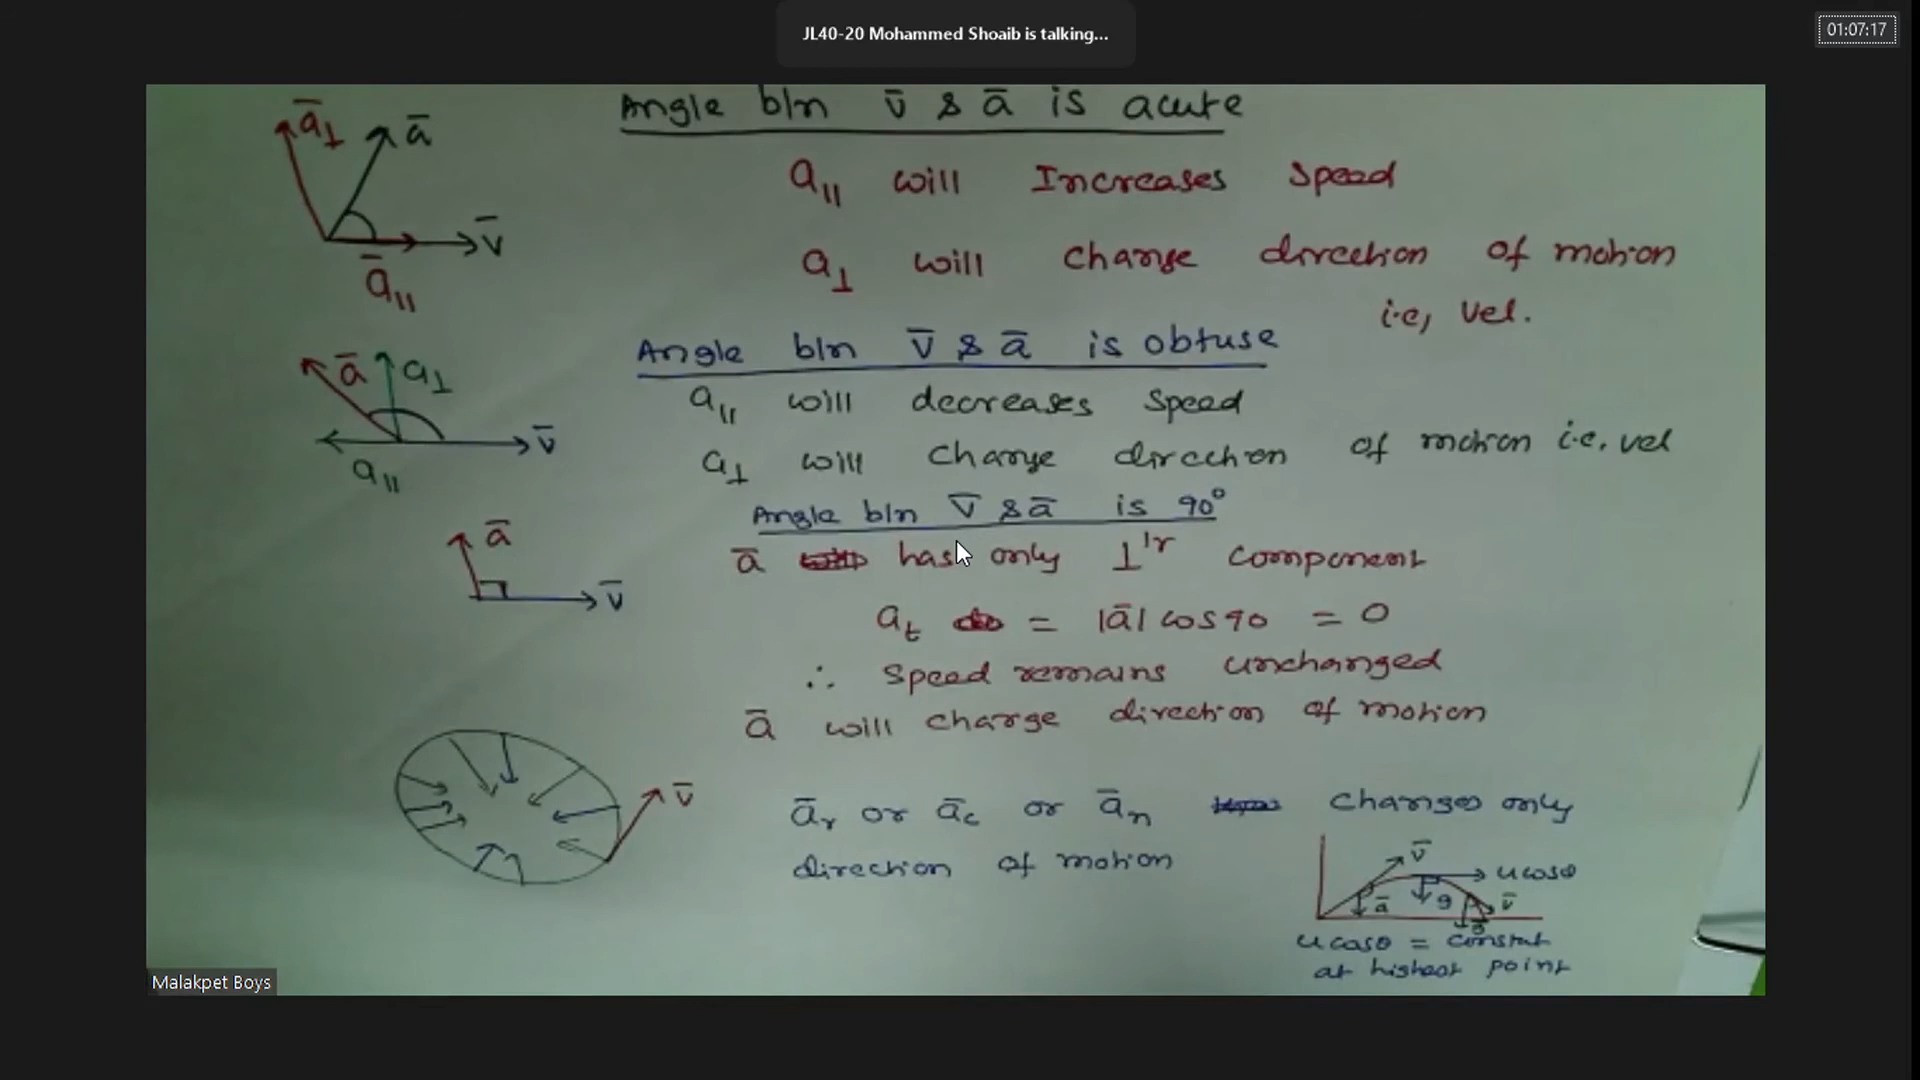 JL40-20 Mohammed Shoaib is talking...
01:07:17
Angle b/n v̄ & ā is acute
ā⊥ ā
a∥ will Increases speed
v̄
ā∥
a⊥ will change direction of motion
i.e, vel.
Angle b/n v̄ & ā is obtuse
ā a⊥
a∥ will decreases speed
v̄
a∥
a⊥ will change direction of motion i.e. vel
Angle b/n v̄ & ā is 90°
ā has only ⊥'r component
ā
v̄
aₜ = |ā| cos 90 = 0
∴ Speed remains unchanged
ā will change direction of motion
v̄
āᵣ or ā꜀ or āₙ changes only
direction of motion
v̄
u cosθ
ā g v̄
u cosθ = constant
at highest point
Malakpet Boys